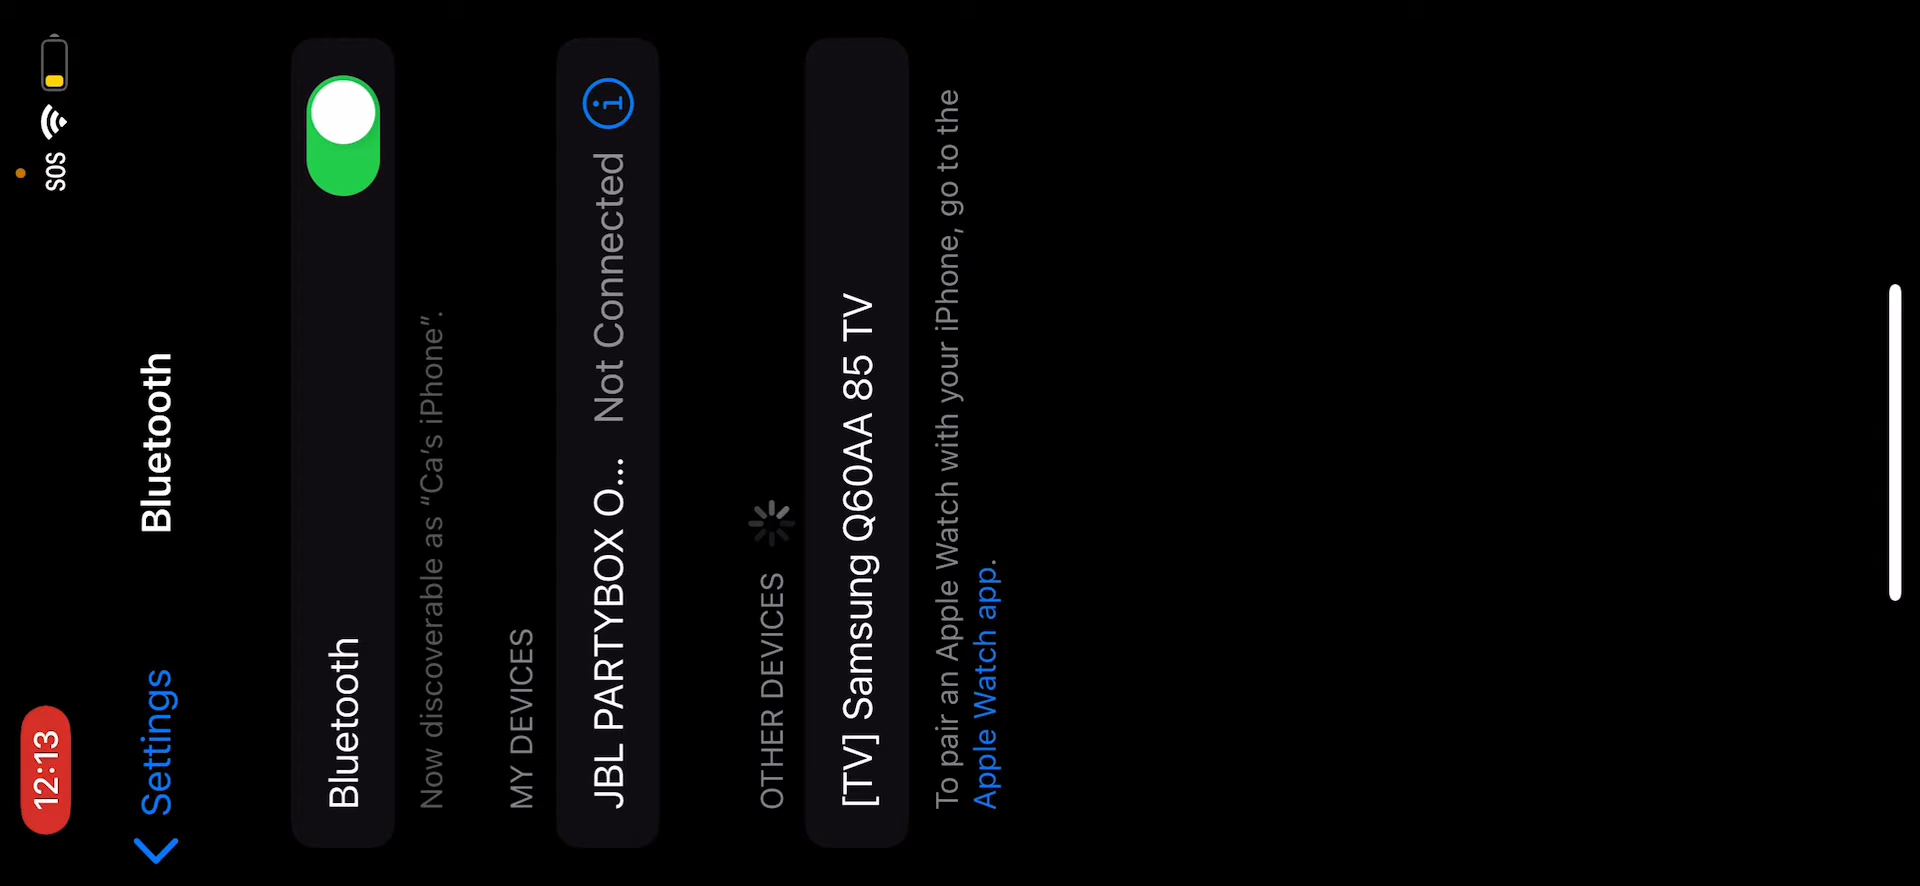 12:13
SOS
Settings
Bluetooth
Bluetooth
Now discoverable as “Ca’s iPhone”.
MY DEVICES
JBL PARTYBOX O... Not Connected
OTHER DEVICES
[TV] Samsung Q60AA 85 TV
To pair an Apple Watch with your iPhone, go to the
Apple Watch app.